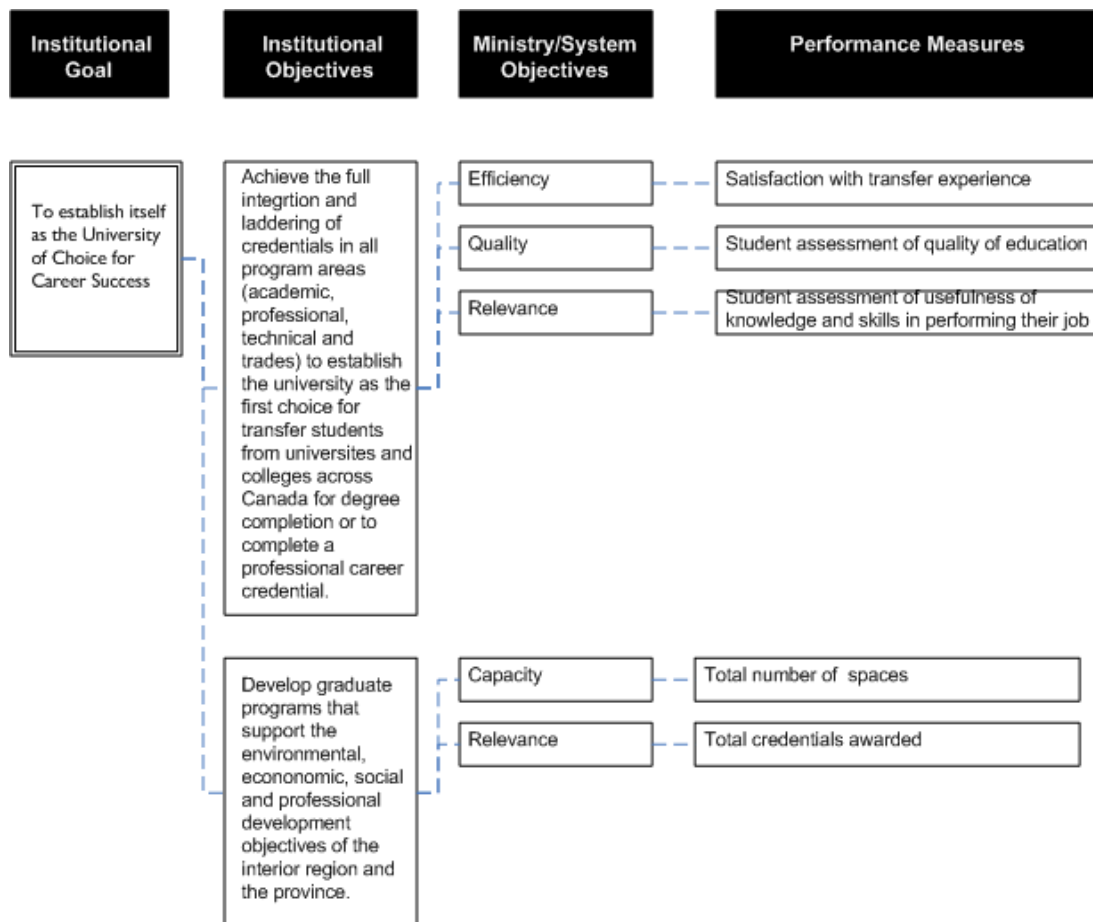 Institutional
Goal
Institutional
Objectives
Ministry/System
Objectives
Performance Measures
To establish itself
as the University
of Choice for
Career Success
Achieve the full
integrtion and
laddering of
credentials in all
program areas
(academic,
professional,
technical and
trades) to establish
the university as the
first choice for
transfer students
from universites and
colleges across
Canada for degree
completion or to
complete a
professional career
credential.
Efficiency
Satisfaction with transfer experience
Quality
Student assessment of quality of education
Relevance
Student assessment of usefulness of
knowledge and skills in performing their job
Develop graduate
programs that
support the
environmental,
econonomic, social
and professional
development
objectives of the
interior region and
the province.
Capacity
Total number of spaces
Relevance
Total credentials awarded